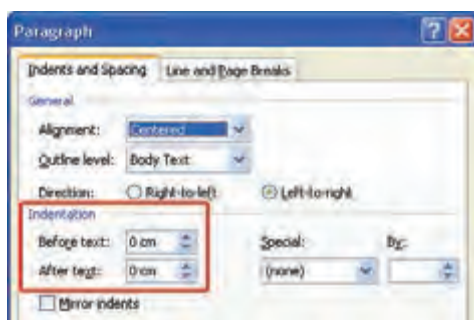 Paragraph
Indents and Spacing Line and Page Breaks
General
Alignment: Centered
Outline level: Body Text
Direction: Right-to-left Left-to-right
Indentation
Before text: 0 cm Special: By:
After text: 0 cm (none)
Mirror indents